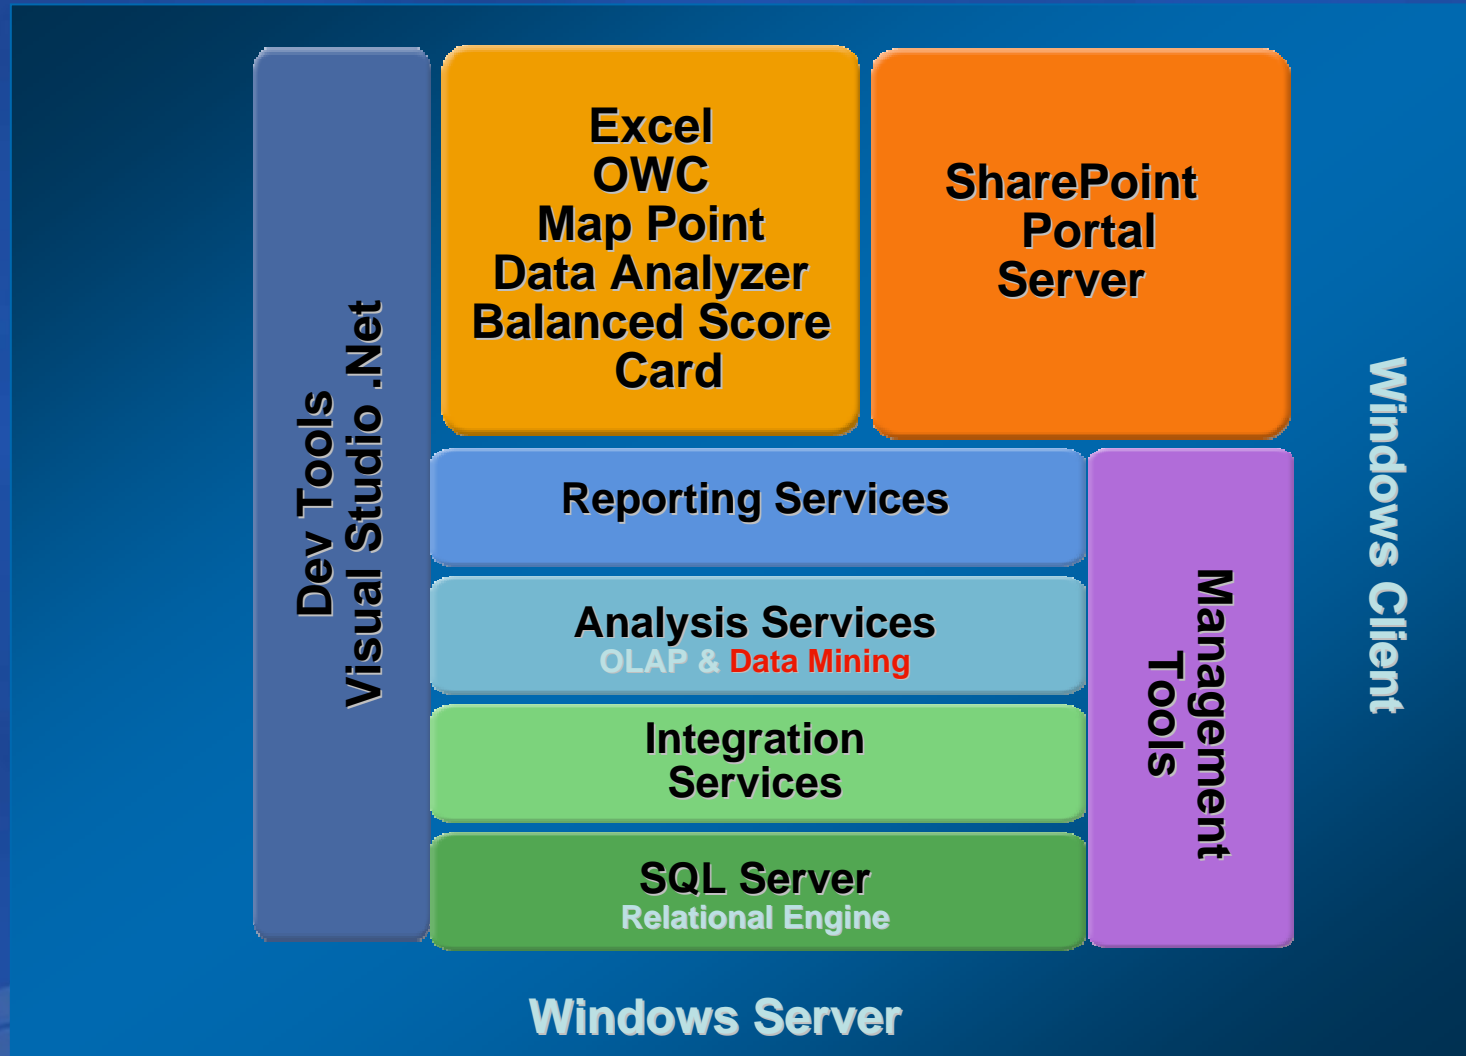 Dev Tools
Visual Studio .Net
Excel
OWC
Map Point
Data Analyzer
Balanced Score
Card
SharePoint
Portal
Server
Reporting Services
Analysis Services
OLAP & Data Mining
Integration
Services
SQL Server
Relational Engine
Management
Tools
Windows Client
Windows Server